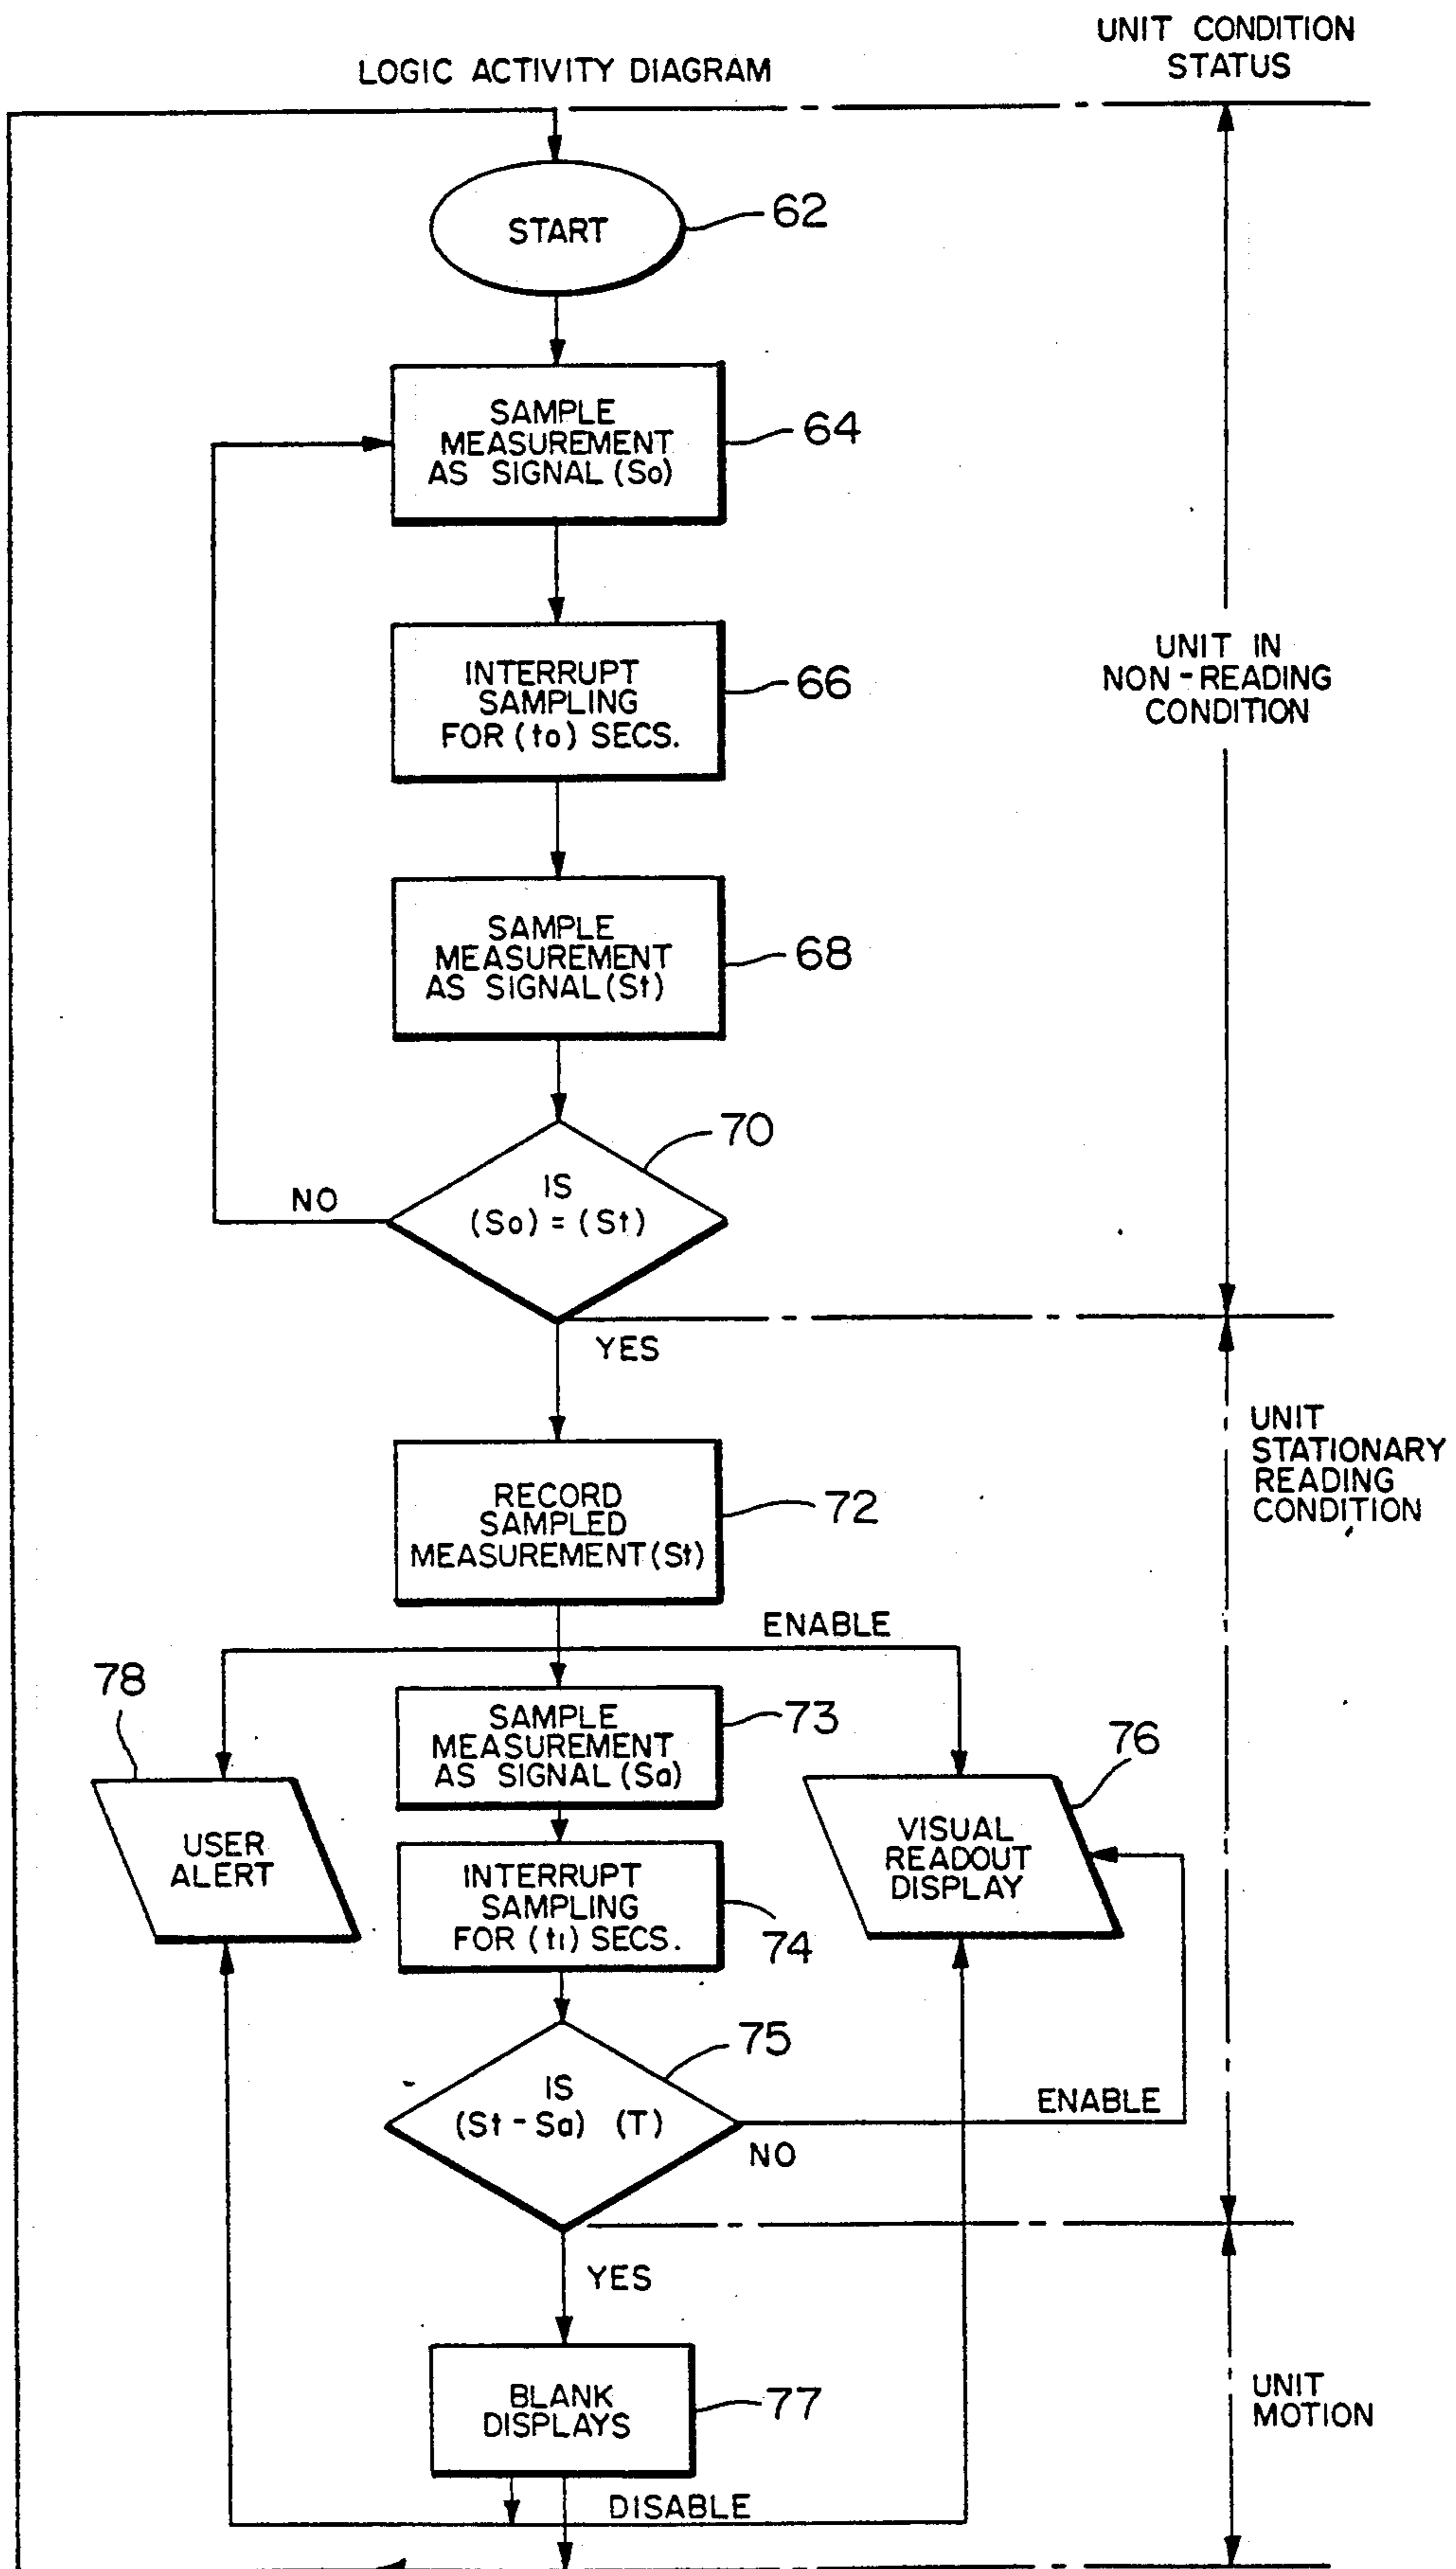 LOGIC ACTIVITY DIAGRAM
UNIT CONDITION
STATUS
START
62
SAMPLE
MEASUREMENT
AS SIGNAL (So)
64
INTERRUPT
SAMPLING
FOR (to) SECS.
66
UNIT IN
NON-READING
CONDITION
SAMPLE
MEASUREMENT
AS SIGNAL (St)
68
70
IS
(So) = (St)
NO
YES
UNIT
STATIONARY
READING
CONDITION
RECORD
SAMPLED
MEASUREMENT (St)
72
ENABLE
78
USER
ALERT
SAMPLE
MEASUREMENT
AS SIGNAL (Sa)
73
76
VISUAL
READOUT
DISPLAY
INTERRUPT
SAMPLING
FOR (t1) SECS.
74
75
IS
(St - Sa) (T)
ENABLE
NO
YES
BLANK
DISPLAYS
77
UNIT
MOTION
DISABLE